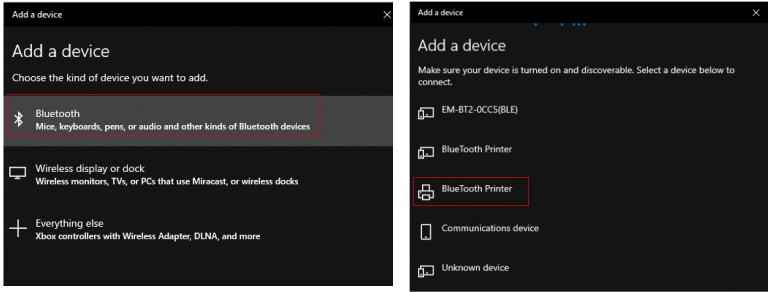 Add a device
Add a device
Choose the kind of device you want to add.
Bluetooth
Mice, keyboards, pens, or audio and other kinds of Bluetooth devices
Wireless display or dock
Wireless monitors, TVs, or PCs that use Miracast, or wireless docks
Everything else
Xbox controllers with Wireless Adapter, DLNA, and more
Add a device
Add a device
Make sure your device is turned on and discoverable. Select a device below to
connect.
EM-BT2-0CC5(BLE)
BlueTooth Printer
BlueTooth Printer
Communications device
Unknown device